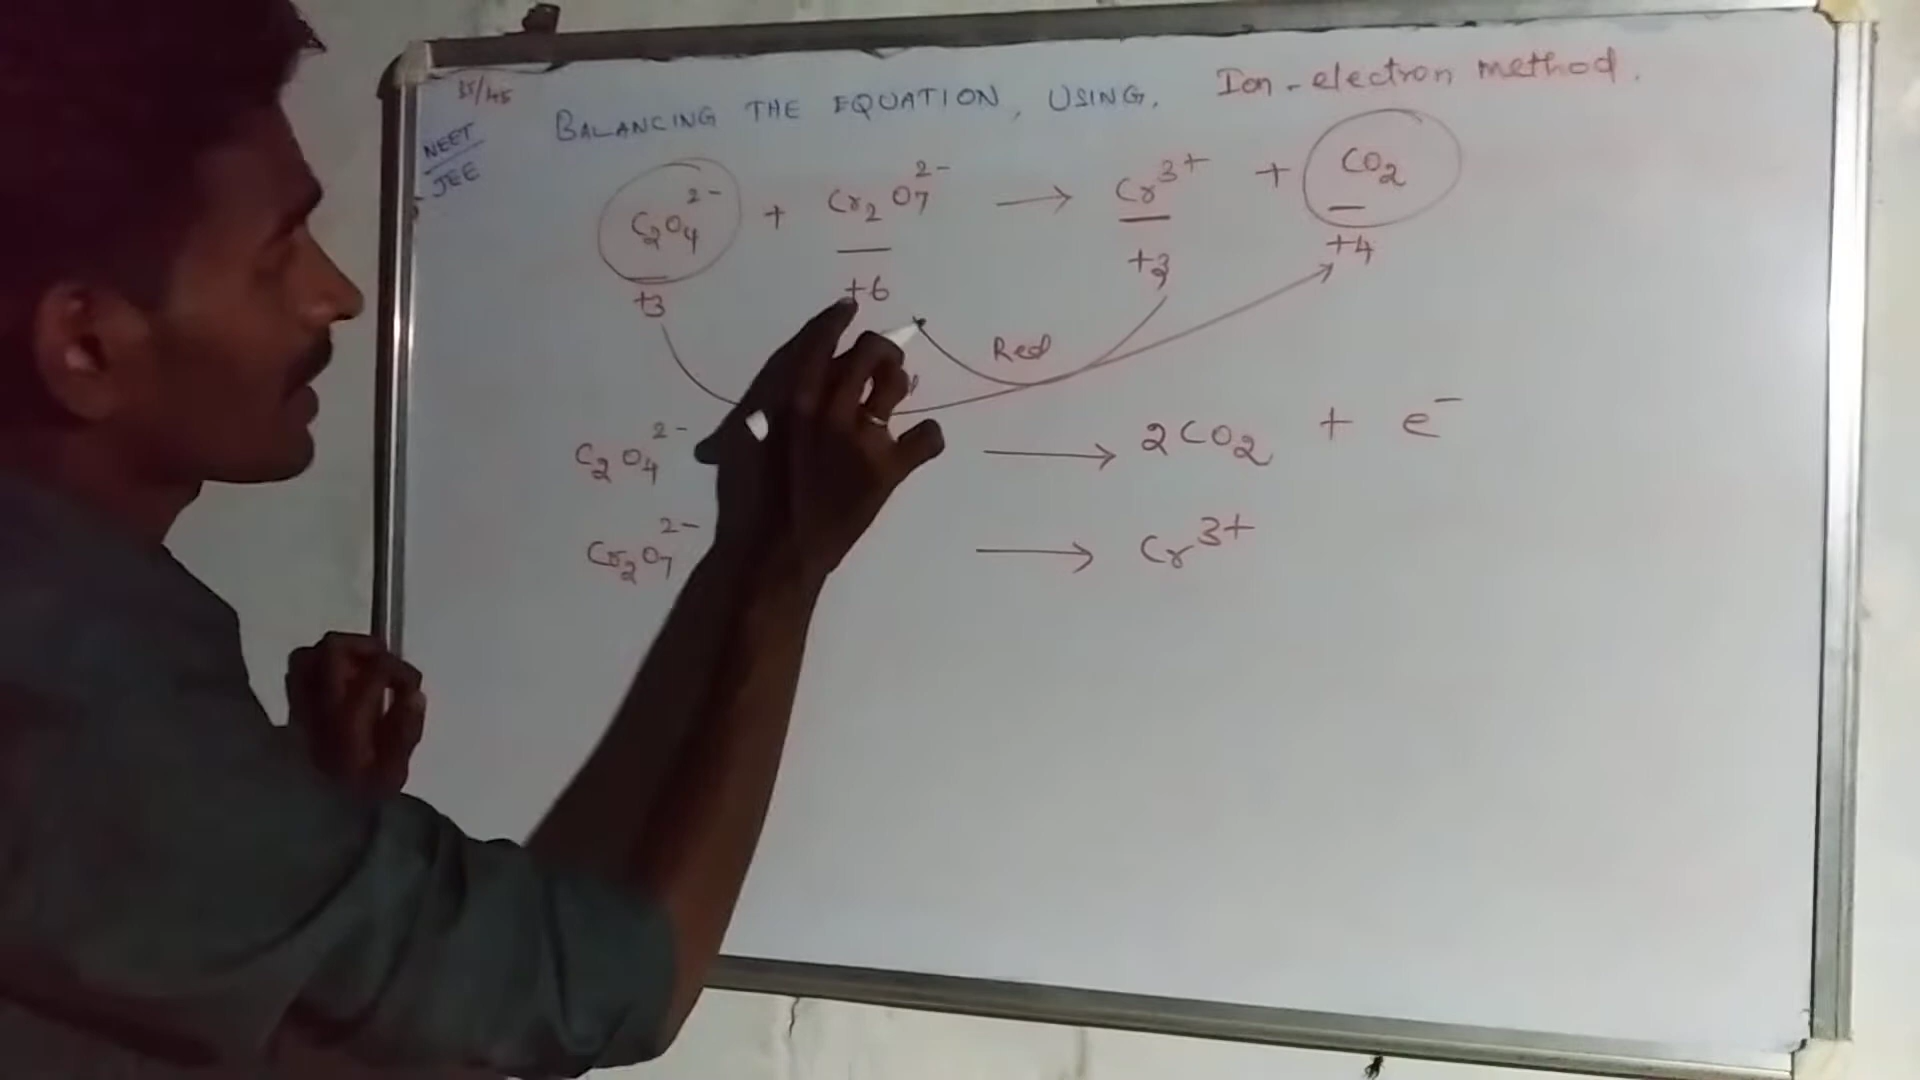 35/45
BALANCING THE EQUATION, USING, Ion-electron method.
NEET
JEE
C₂O₄²⁻ + Cr₂O₇²⁻ → Cr³⁺ + CO₂
+3 +6 +3 +4
Red
C₂O₄²⁻ → 2CO₂ + e⁻
Cr₂O₇²⁻ → Cr³⁺